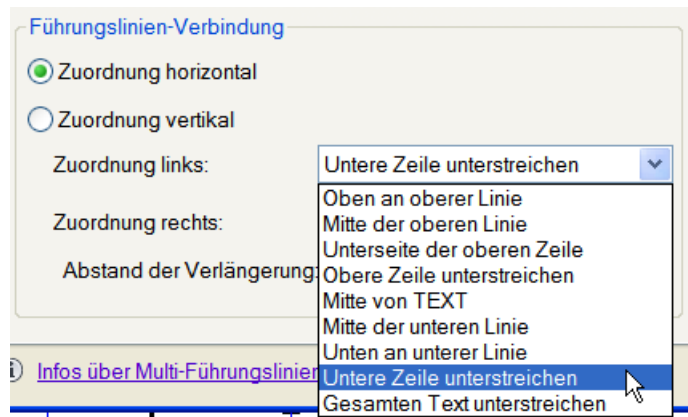 Führungslinien-Verbindung
Zuordnung horizontal
Zuordnung vertikal
Zuordnung links: Untere Zeile unterstreichen
Oben an oberer Linie
Zuordnung rechts: Mitte der oberen Linie
Unterseite der oberen Zeile
Abstand der Verlängerung: Obere Zeile unterstreichen
Mitte von TEXT
Mitte der unteren Linie
Unten an unterer Linie
Infos über Multi-Führungslinien Untere Zeile unterstreichen
Gesamten Text unterstreichen